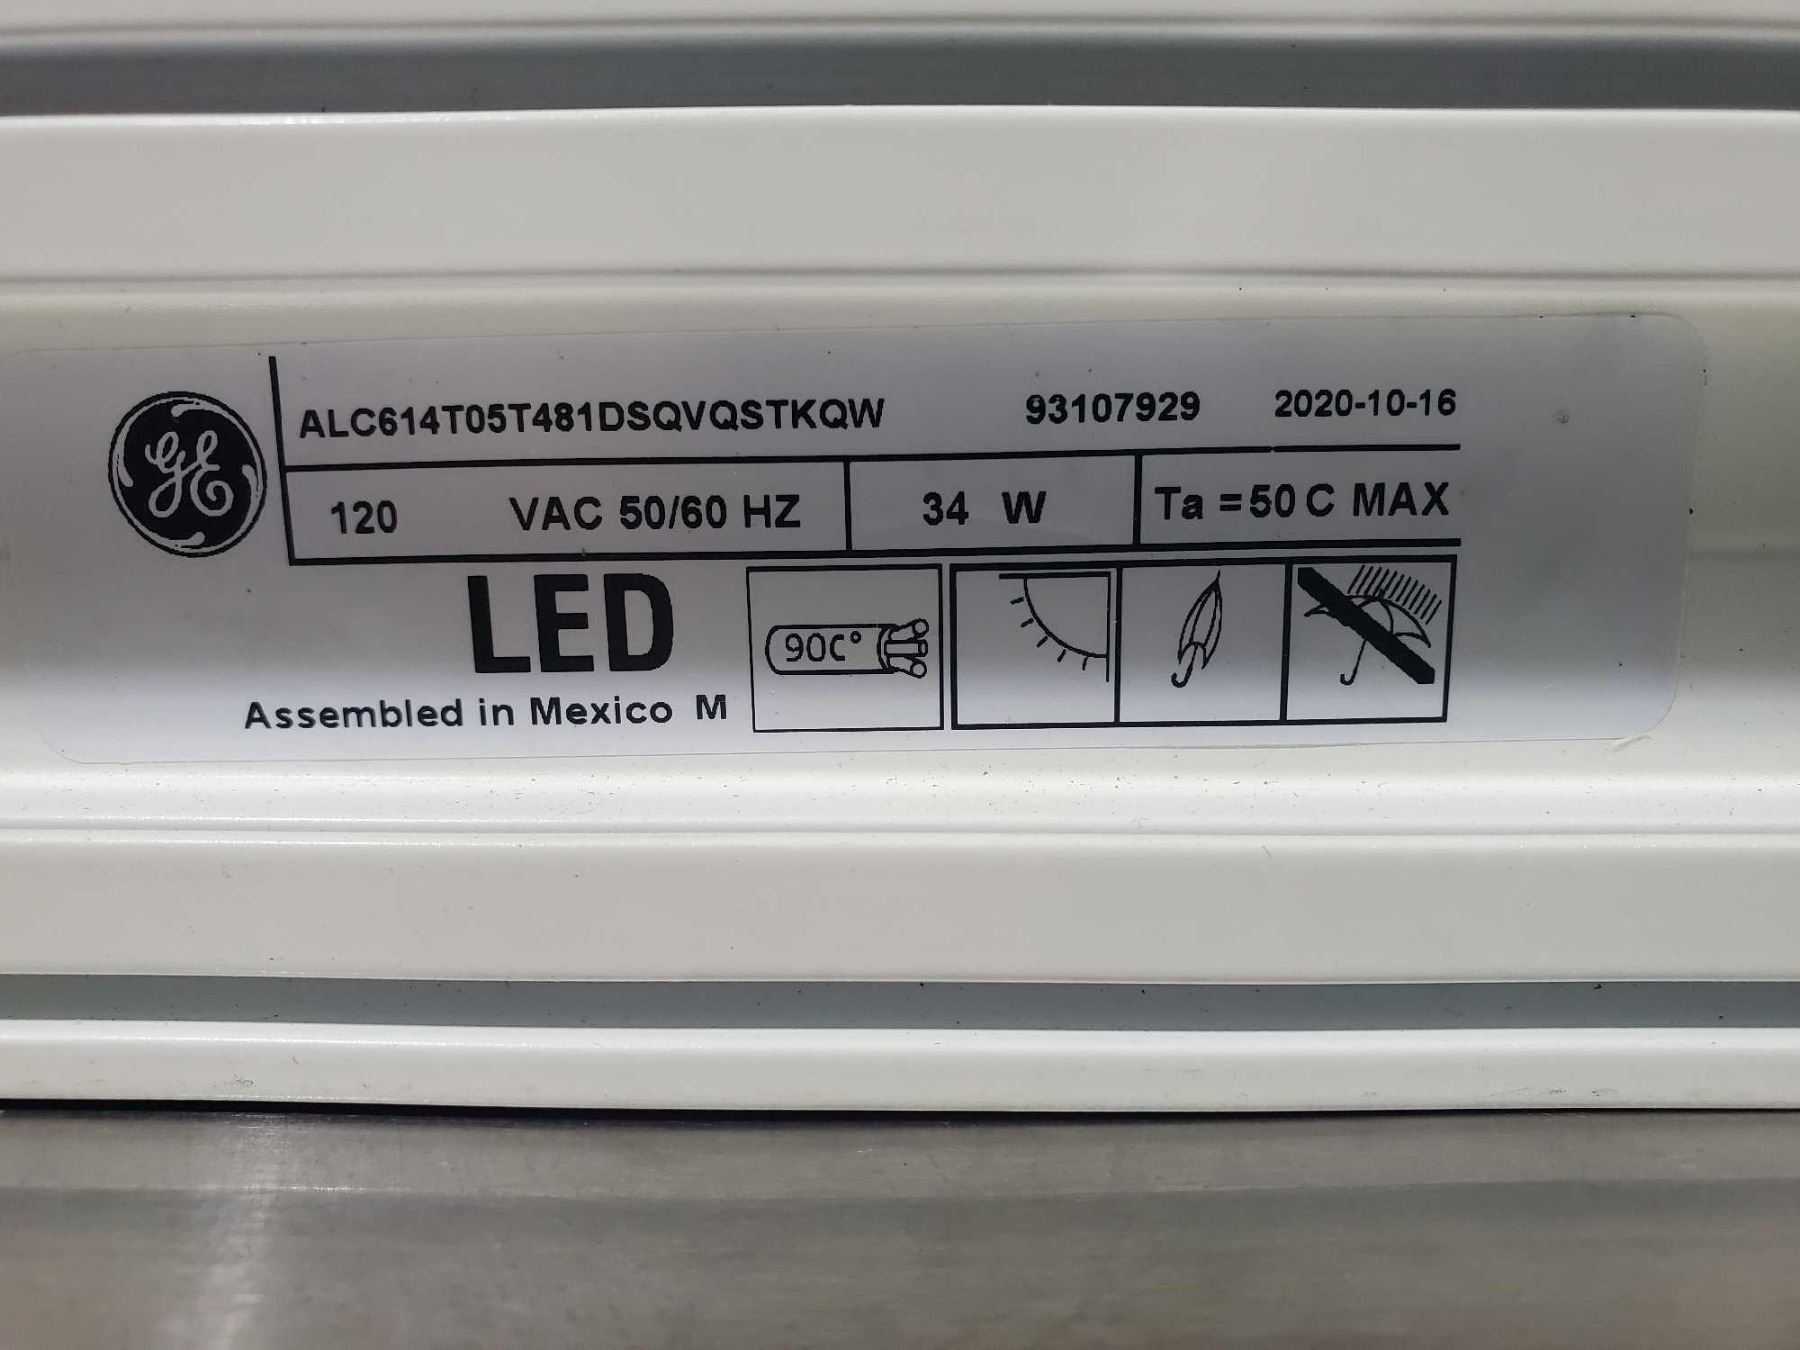 GE
ALC614T05T481DSQVQSTKQW 93107929 2020-10-16
120 VAC 50/60 HZ 34 W Ta = 50 C MAX
LED
90C°
Assembled in Mexico M